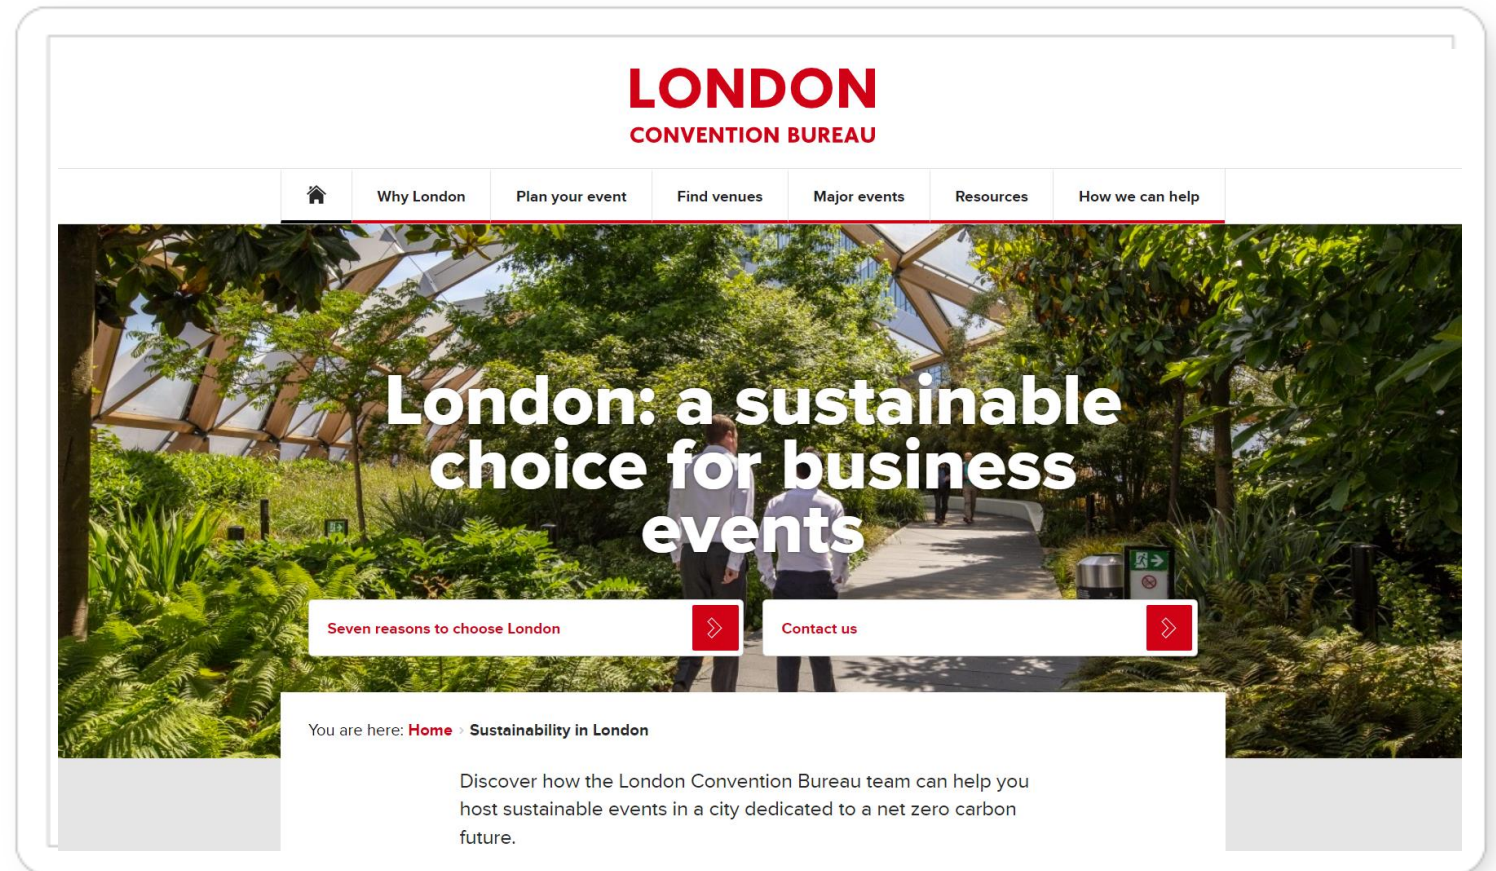 LONDON
CONVENTION BUREAU
Why London
Plan your event
Find venues
Major events
Resources
How we can help
London: a sustainable
choice for business
events
Seven reasons to choose London
Contact us
You are here: Home › Sustainability in London
Discover how the London Convention Bureau team can help you
host sustainable events in a city dedicated to a net zero carbon
future.